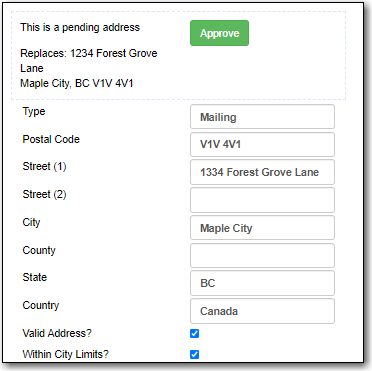 This is a pending address
Approve
Replaces: 1234 Forest Grove
Lane
Maple City, BC V1V 4V1
Type
Mailing
Postal Code
V1V 4V1
Street (1)
1334 Forest Grove Lane
Street (2)
City
Maple City
County
State
BC
Country
Canada
Valid Address?
Within City Limits?